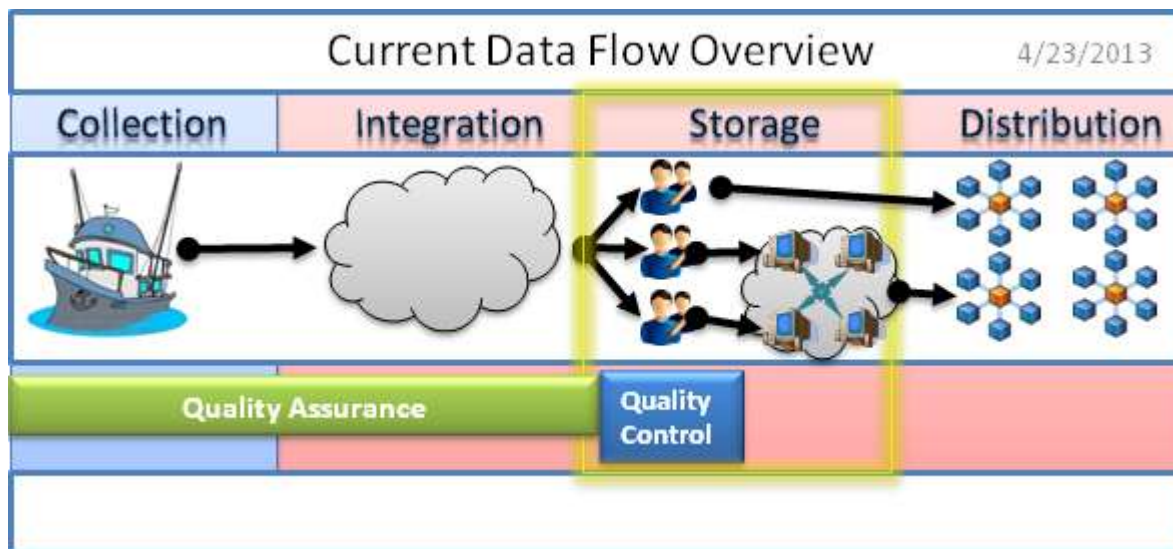 Current Data Flow Overview
4/23/2013
Collection
Integration
Storage
Distribution
Quality Assurance
Quality
Control